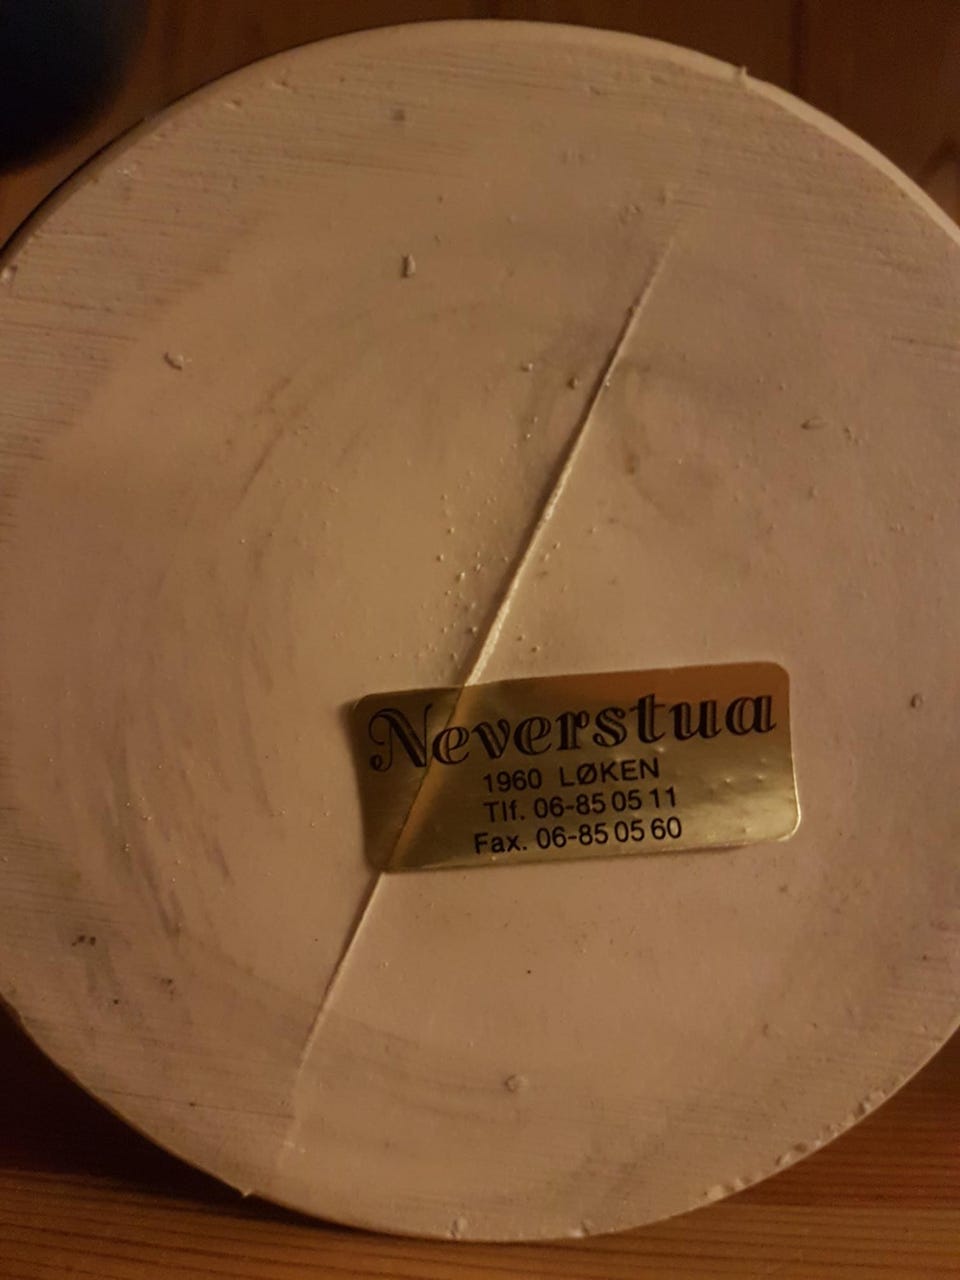 Neverstua
1960 LØKEN
Tlf. 06-85 05 11
Fax. 06-85 05 60